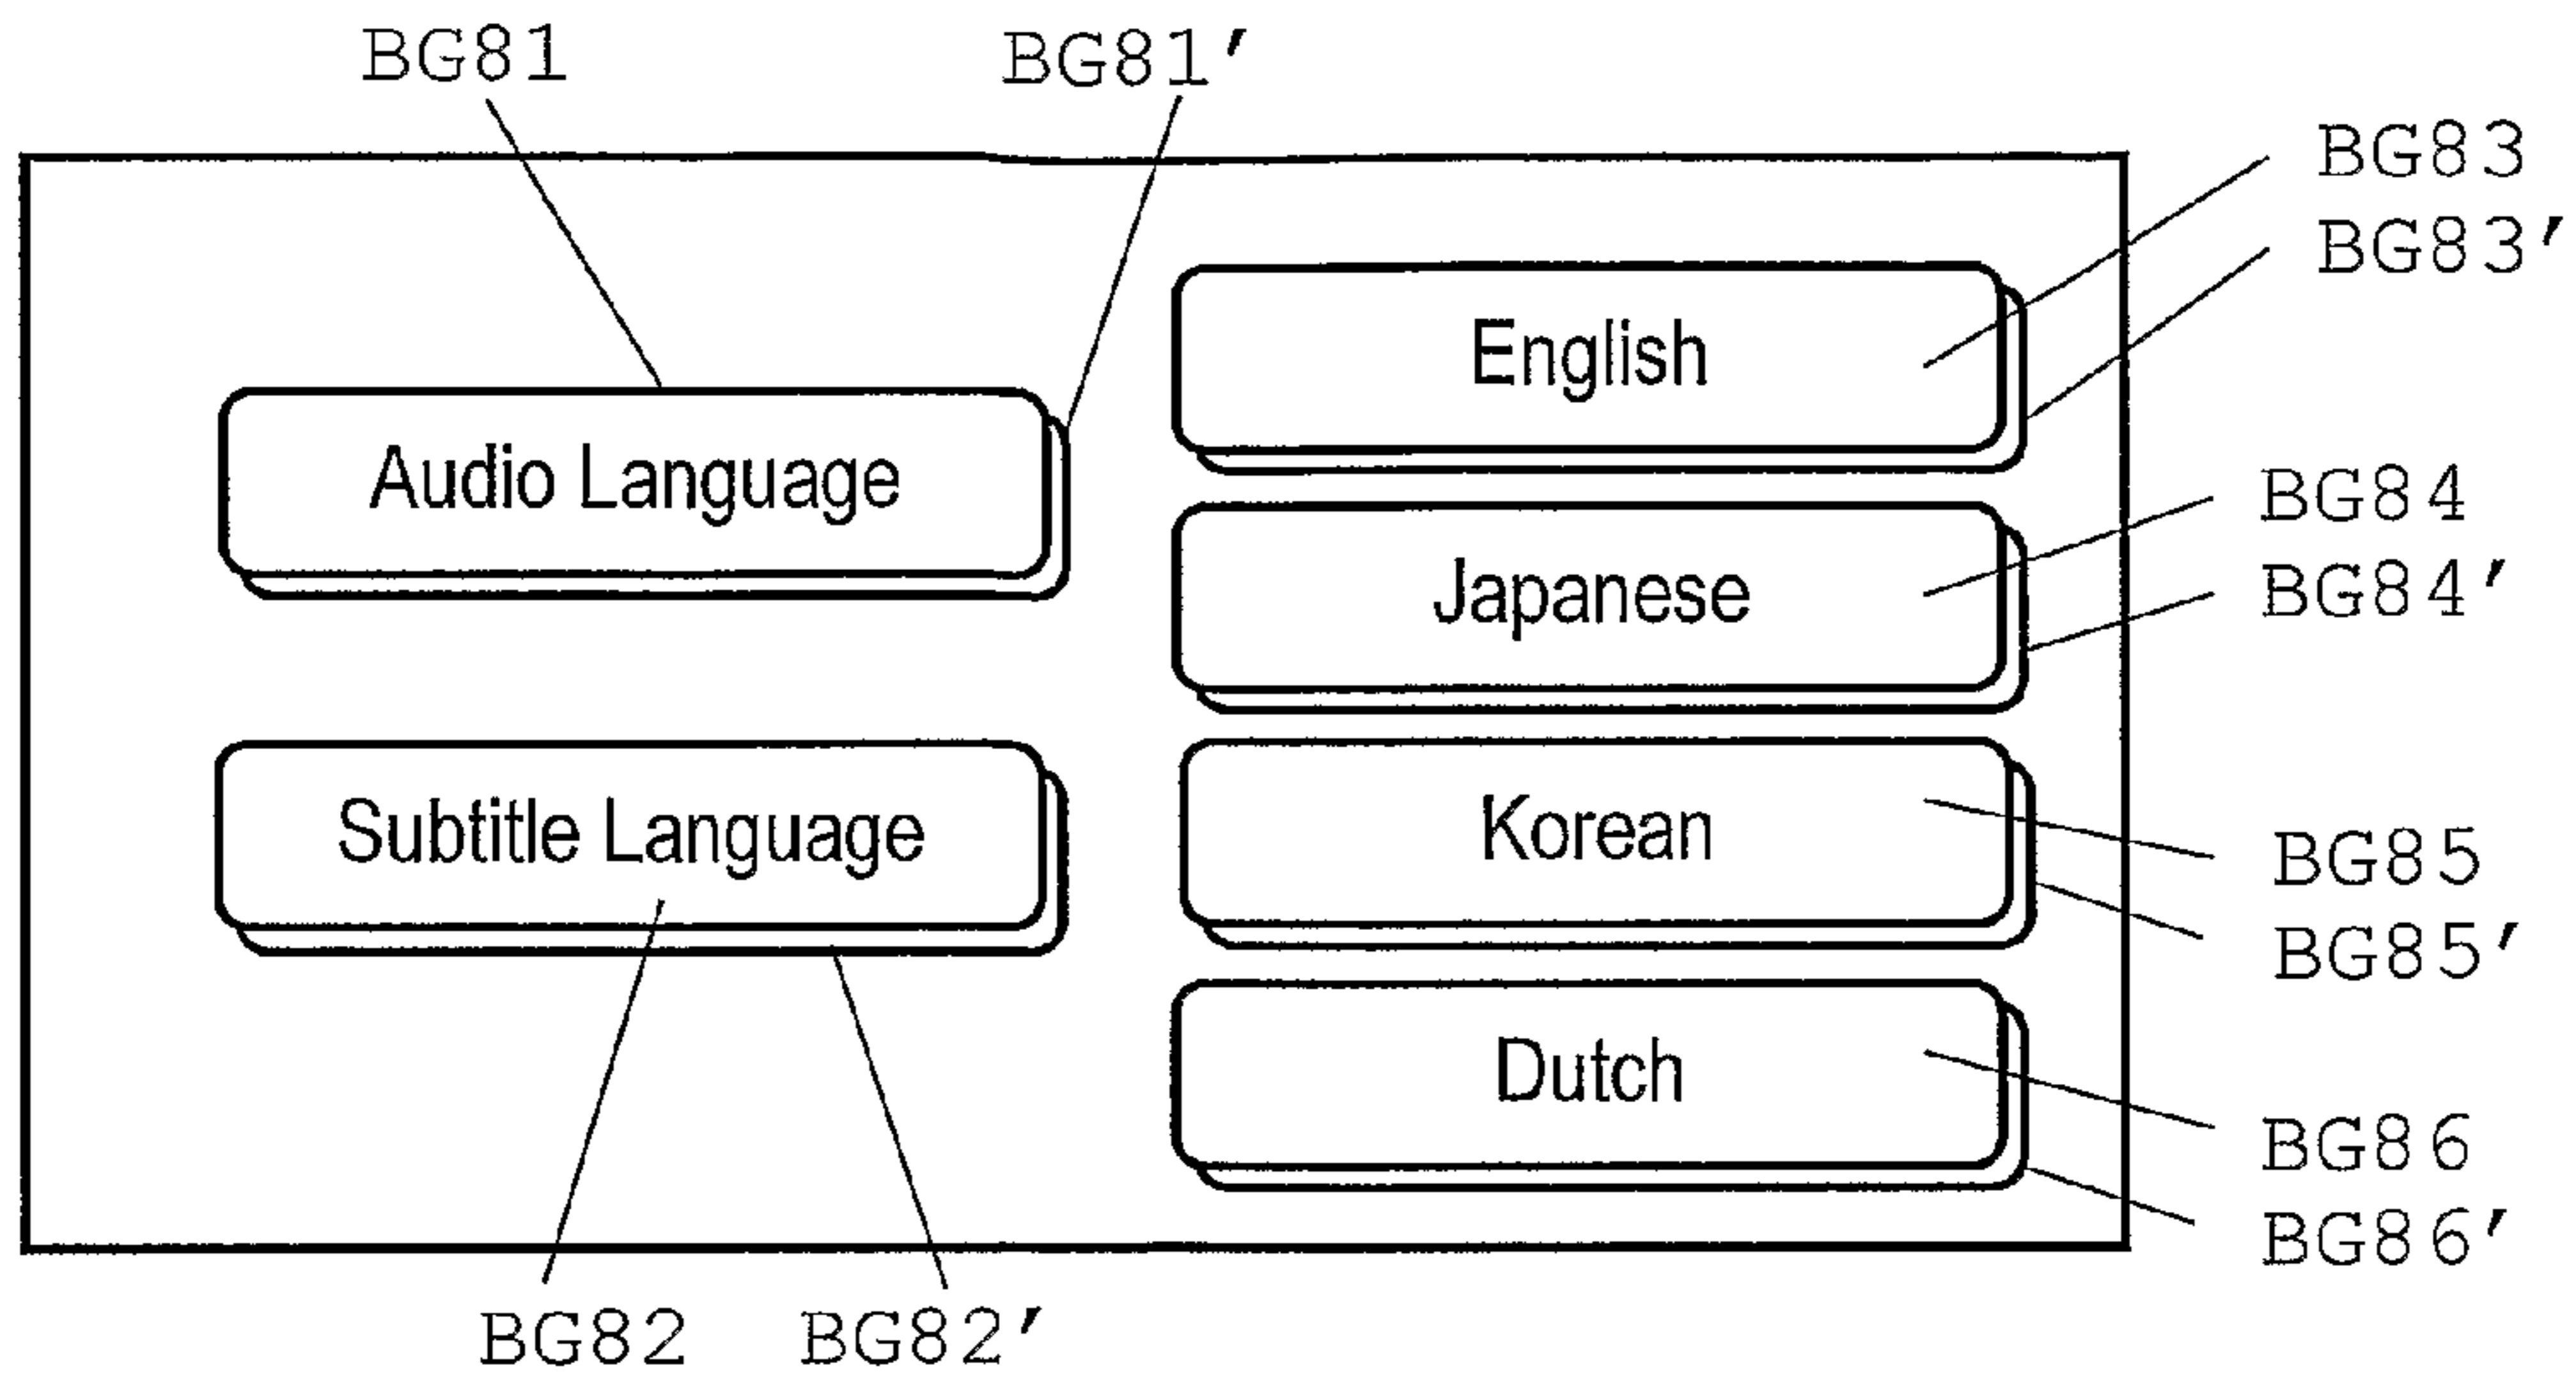 BG81 BG81'
BG83
BG83'
English
Audio Language
BG84
BG84'
Japanese
Subtitle Language
Korean
BG85
BG85'
Dutch
BG86
BG86'
BG82 BG82'